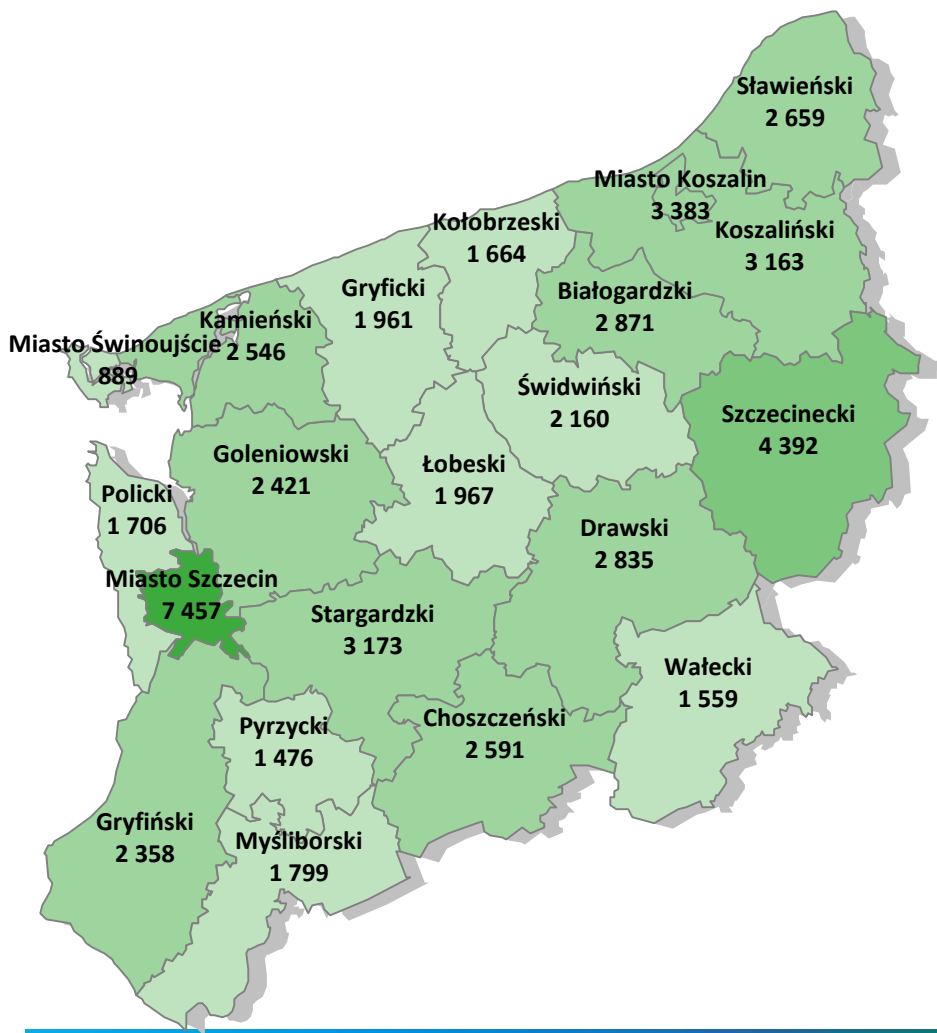 Sławieński
2 659
Miasto Koszalin
3 383
Kołobrzeski
1 664
Koszaliński
3 163
Gryficki
1 961
Białogardzki
2 871
Kamieński
2 546
Miasto Świnoujście
889
Świdwiński
2 160
Szczecinecki
4 392
Goleniowski
2 421
Łobeski
1 967
Policki
1 706
Drawski
2 835
Miasto Szczecin
7 457
Stargardzki
3 173
Wałecki
1 559
Choszczeński
2 591
Pyrzycki
1 476
Gryfiński
2 358
Myśliborski
1 799